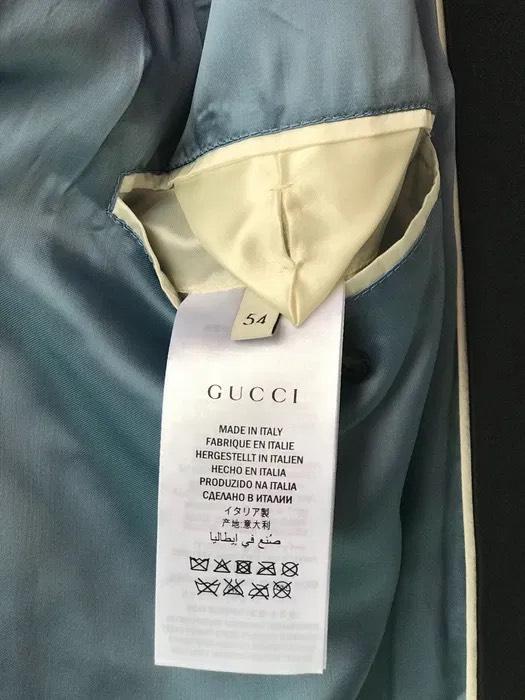 54
GUCCI
MADE IN ITALY
FABRIQUE EN ITALIE
HERGESTELLT IN ITALIEN
HECHO EN ITALIA
PRODUZIDO NA ITALIA
СДЕЛАНО В ИТАЛИИ
イタリア製
产地:意大利
صُنع في إيطاليا